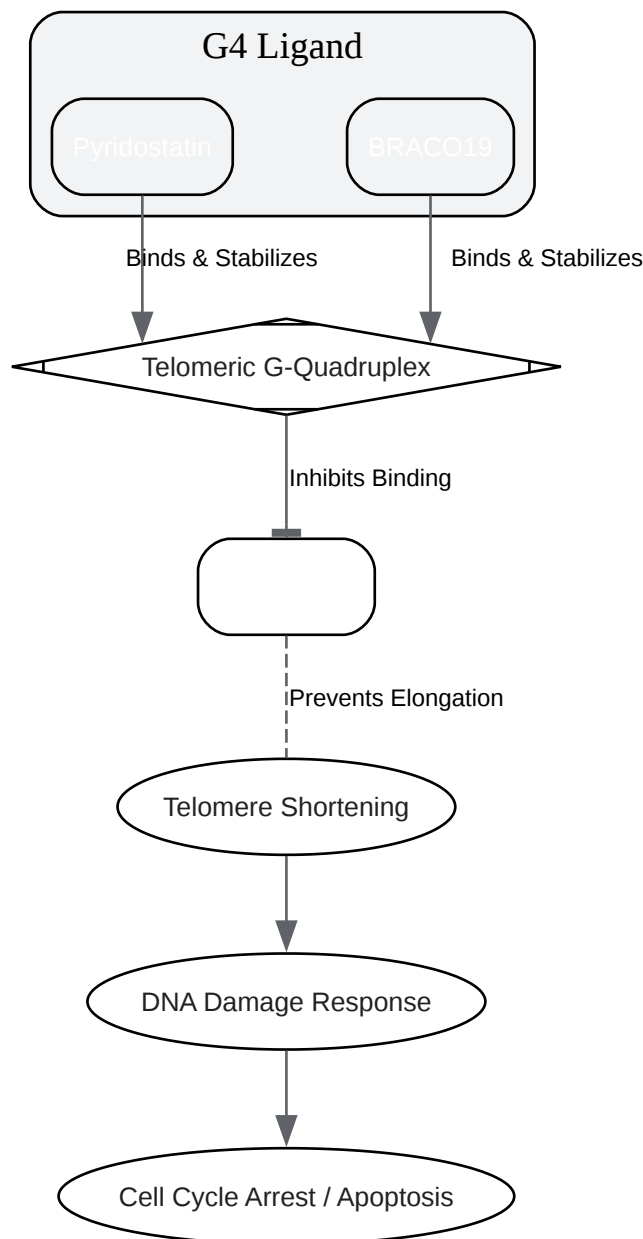 G4 Ligand
Pyridostatin
BRACO19
Binds & Stabilizes
Binds & Stabilizes
Telomeric G-Quadruplex
Inhibits Binding
Prevents Elongation
Telomere Shortening
DNA Damage Response
Cell Cycle Arrest / Apoptosis